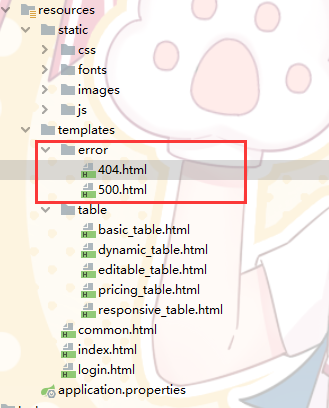 resources
static
css
fonts
images
js
templates
error
404.html
500.html
table
basic_table.html
dynamic_table.html
editable_table.html
pricing_table.html
responsive_table.html
common.html
index.html
login.html
application.properties